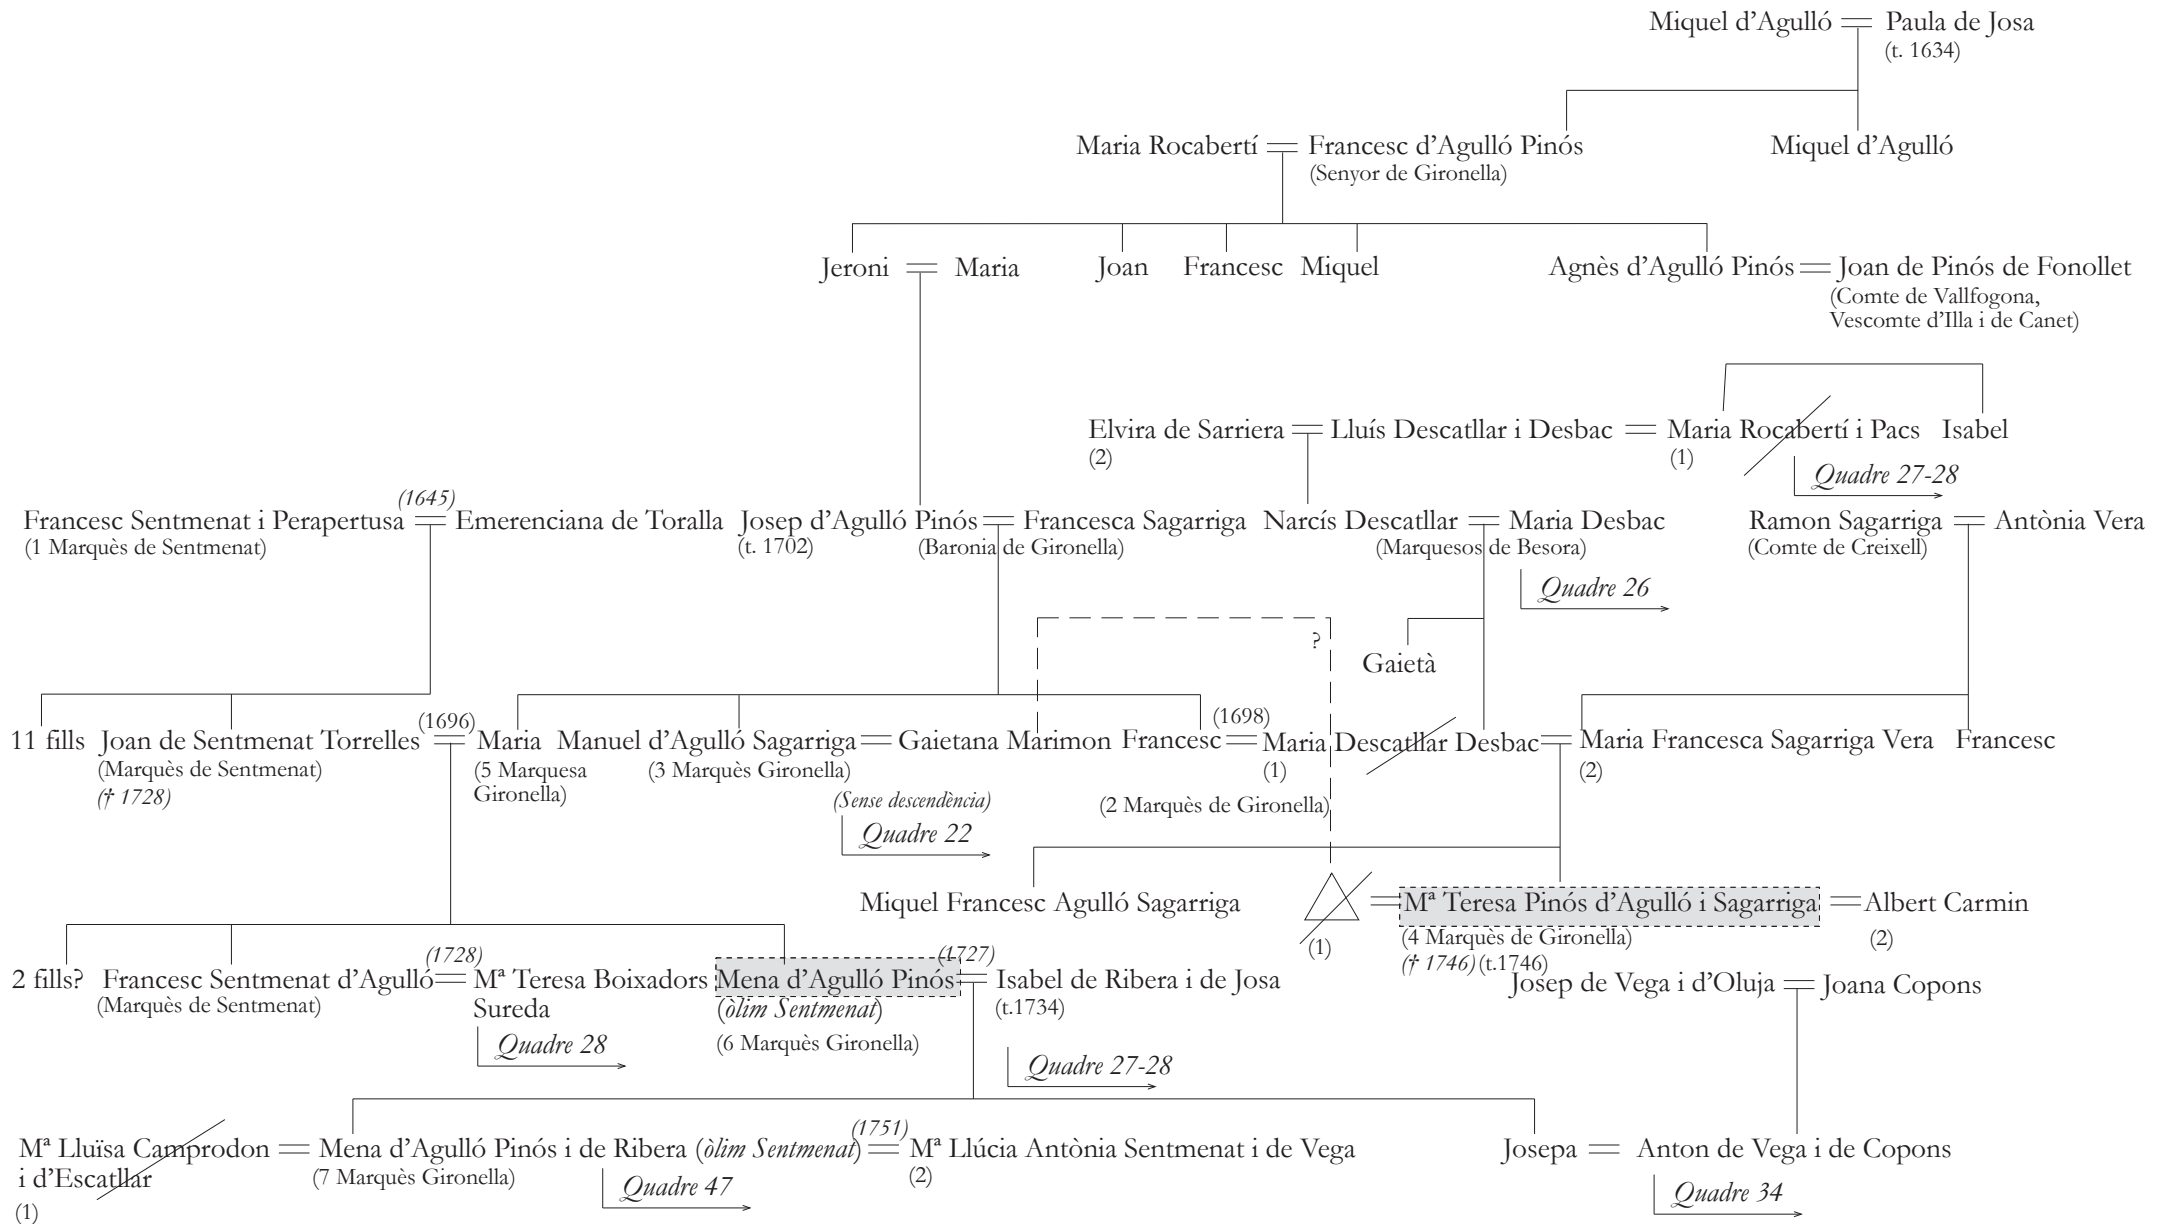 Miquel d'Agulló Paula de Josa
(t. 1634)
Maria Rocabertí Francesc d'Agulló Pinós Miquel d'Agulló
(Senyor de Gironella)
Jeroni Maria Joan Francesc Miquel Agnès d'Agulló Pinós Joan de Pinós de Fonollet
(Comte de Vallfogona,
Vescomte d'Illa i de Canet)
Elvira de Sarriera Lluís Descatllar i Desbac Maria Rocabertí i Pacs Isabel
(2) (1)
Quadre 27-28
(1645)
Francesc Sentmenat i Perapertusa Emerenciana de Toralla Josep d'Agulló Pinós Francesca Sagarriga Narcís Descatllar Maria Desbac Ramon Sagarriga Antònia Vera
(1 Marquès de Sentmenat) (t. 1702) (Baronia de Gironella) (Marquesos de Besora) (Comte de Creixell)
Quadre 26
?
Gaietà
(1696) (1698)
11 fills Joan de Sentmenat Torrelles Maria Manuel d'Agulló Sagarriga Gaietana Marimon Francesc Maria Descatllar Desbac Maria Francesca Sagarriga Vera Francesc
(Marquès de Sentmenat) (5 Marquesa (3 Marquès Gironella) (1) (2)
Gironella)
(† 1728) (Sense descendència) (2 Marquès de Gironella)
Quadre 22
Miquel Francesc Agulló Sagarriga Mª Teresa Pinós d'Agulló i Sagarriga Albert Carmin
(1) (4 Marquès de Gironella) (2)
(† 1746) (t.1746)
(1728) (1727)
2 fills? Francesc Sentmenat d'Agulló Mª Teresa Boixadors Mena d'Agulló Pinós Isabel de Ribera i de Josa Josep de Vega i d'Oluja Joana Copons
(Marquès de Sentmenat) Sureda (òlim Sentmenat) (t.1734)
Quadre 28 (6 Marquès Gironella)
Quadre 27-28
(1751)
Mª Lluïsa Camprodon Mena d'Agulló Pinós i de Ribera (òlim Sentmenat) Mª Llúcia Antònia Sentmenat i de Vega Josepa Anton de Vega i de Copons
i d'Escatllar (7 Marquès Gironella) (2)
Quadre 47 Quadre 34
(1)